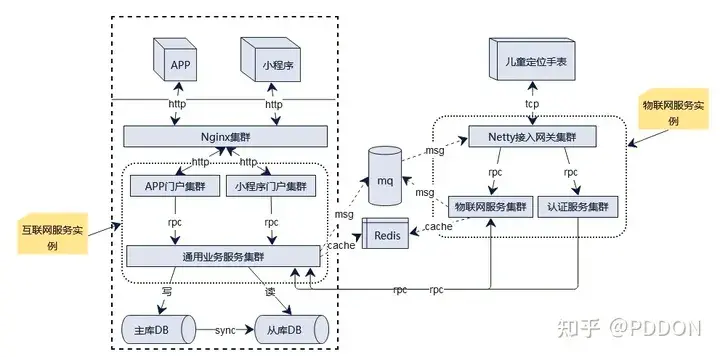 APP
小程序
儿童定位手表
http
http
tcp
物联网服务实
例
Nginx集群
Netty接入网关集群
http
http
msg
rpc
rpc
mq
APP门户集群
小程序门户集群
msg
msg
物联网服务集群
认证服务集群
互联网服务实
例
rpc
rpc
cache
Redis
cache
通用业务服务集群
写
读
rpc
rpc
主库DB
sync
从库DB
知乎 @PDDON